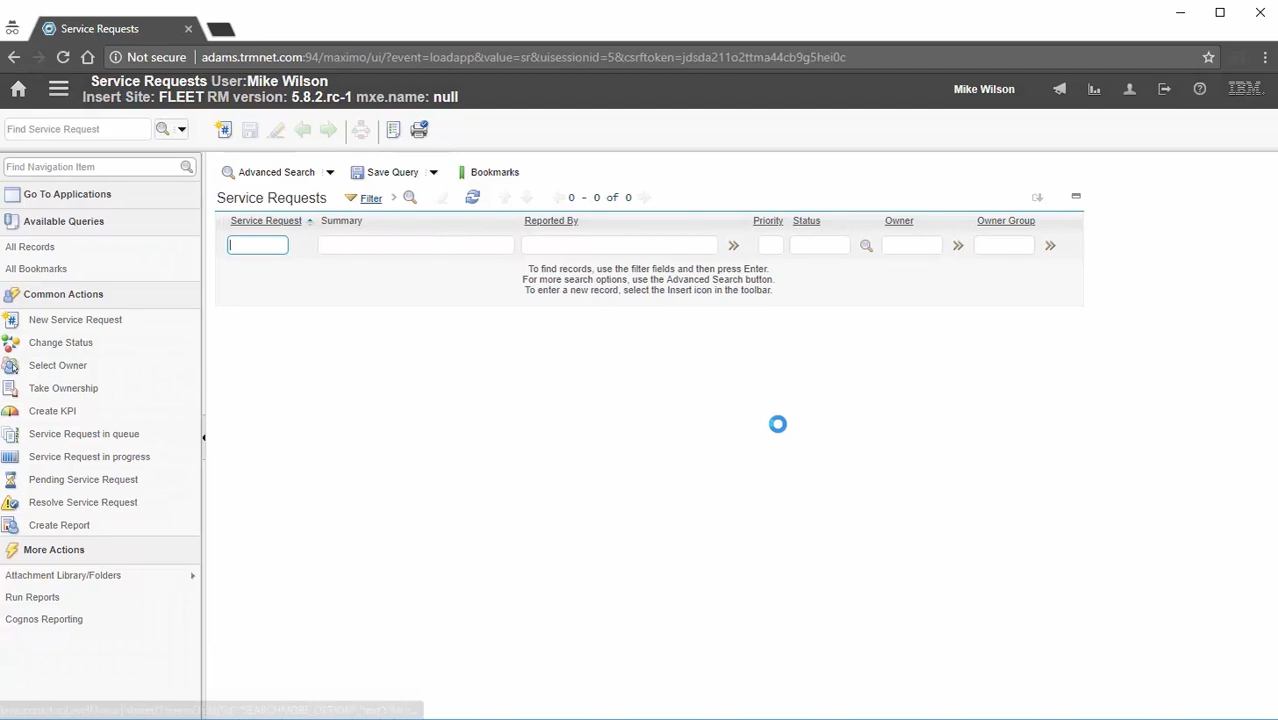 Service Requests
Not secure adams.trmnet.com:94/maximo/ui/?event=loadapp&value=sr&uisessionid=5&csrftoken=jdsda211o2ttma44cb9g5hei0c
Service Requests User:Mike Wilson
Insert Site: FLEET RM version: 5.8.2.rc-1 mxe.name: null
Mike Wilson
IBM
Find Service Request
Find Navigation Item
Advanced Search Save Query Bookmarks
Go To Applications
Service Requests Filter 0 - 0 of 0
Available Queries
Service Request Summary Reported By Priority Status Owner Owner Group
All Records
All Bookmarks
To find records, use the filter fields and then press Enter.
For more search options, use the Advanced Search button.
To enter a new record, select the Insert icon in the toolbar.
Common Actions
New Service Request
Change Status
Select Owner
Take Ownership
Create KPI
Service Request in queue
Service Request in progress
Pending Service Request
Resolve Service Request
Create Report
More Actions
Attachment Library/Folders
Run Reports
Cognos Reporting